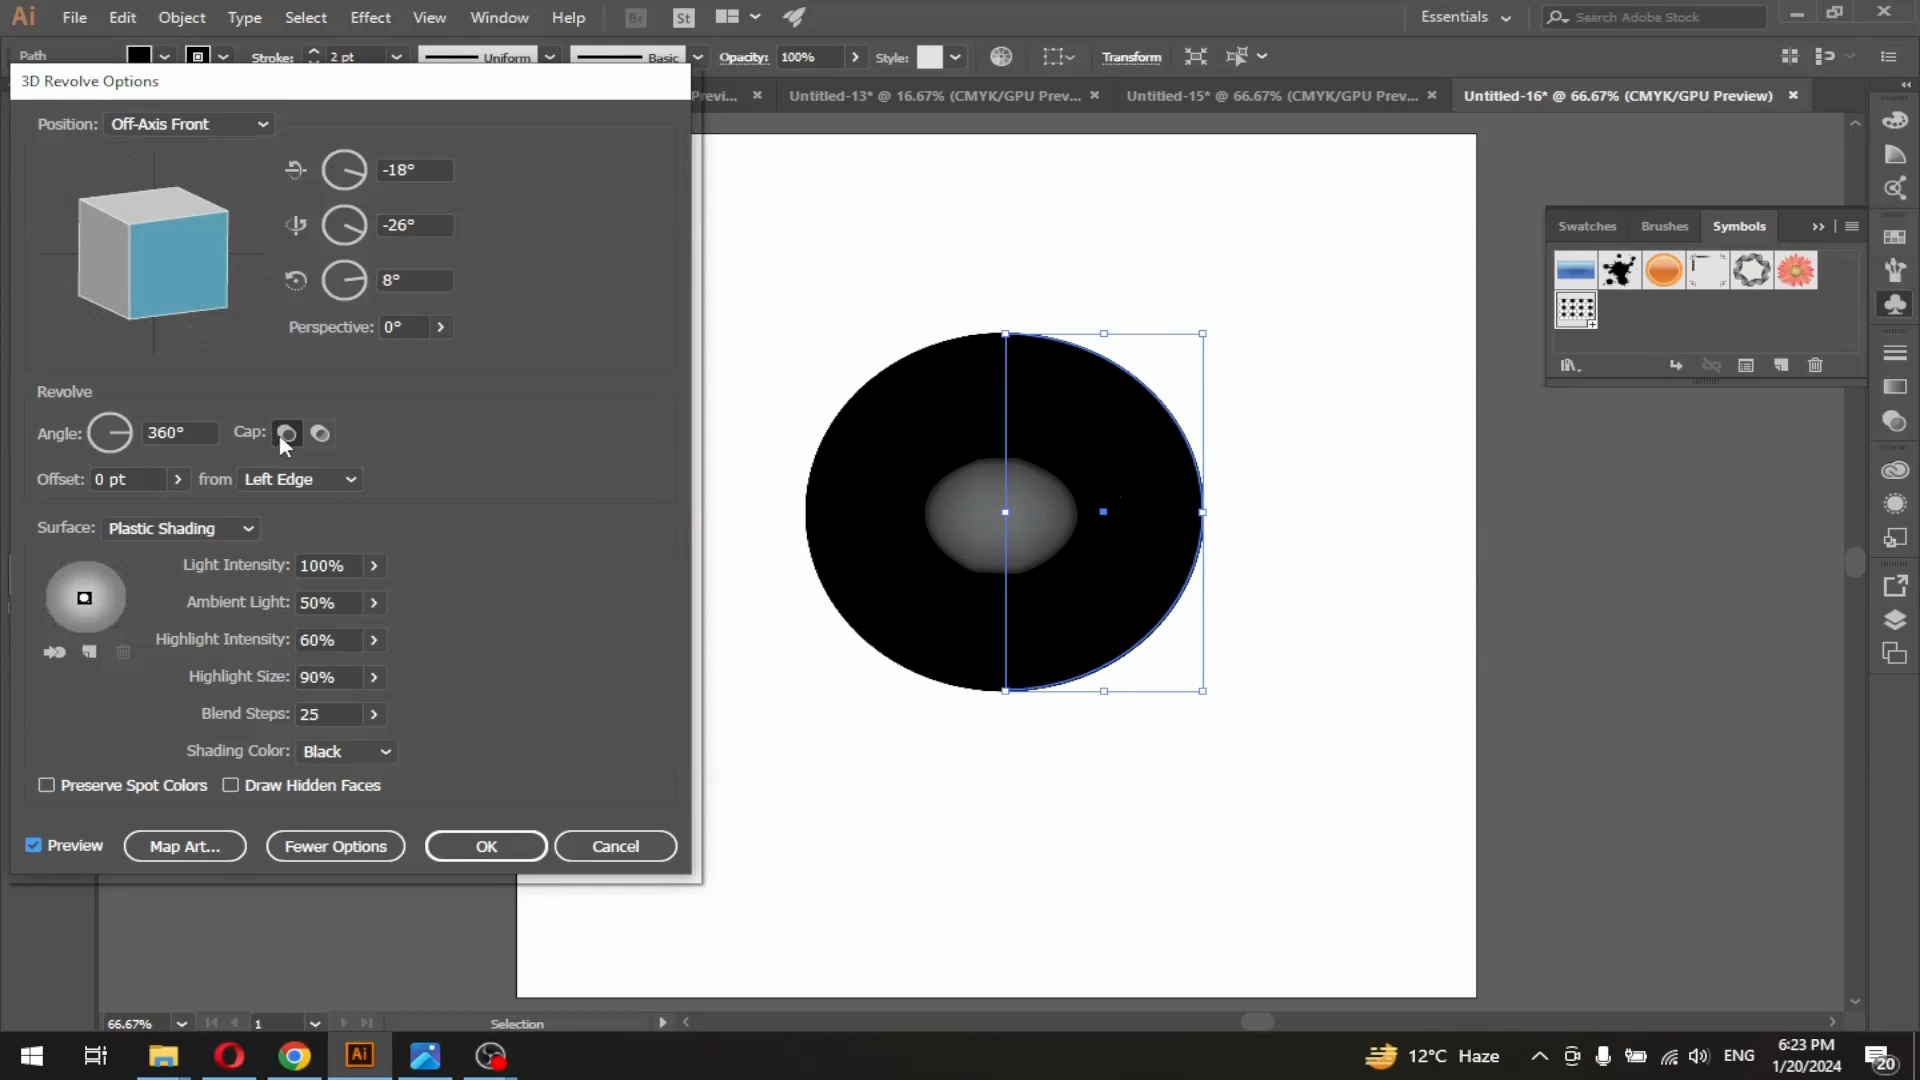 Ai File Edit Object Type Select Effect View Window Help Br St Essentials Search Adobe Stock
Path Stroke: 2 pt Uniform Basic Opacity: 100% Style: Transform
3D Revolve Options
Previ... Untitled-13* @ 16.67% (CMYK/GPU Prev... Untitled-15* @ 66.67% (CMYK/GPU Prev... Untitled-16* @ 66.67% (CMYK/GPU Preview)
Position: Off-Axis Front
-18°
-26°
8°
Perspective: 0°
Swatches Brushes Symbols
Revolve
Angle: 360° Cap:
Offset: 0 pt from Left Edge
Surface: Plastic Shading
Light Intensity: 100%
Ambient Light: 50%
Highlight Intensity: 60%
Highlight Size: 90%
Blend Steps: 25
Shading Color: Black
Preserve Spot Colors Draw Hidden Faces
Preview Map Art... Fewer Options OK Cancel
66.67% 1 Selection
Ai 12°C Haze ENG 6:23 PM
1/20/2024 20